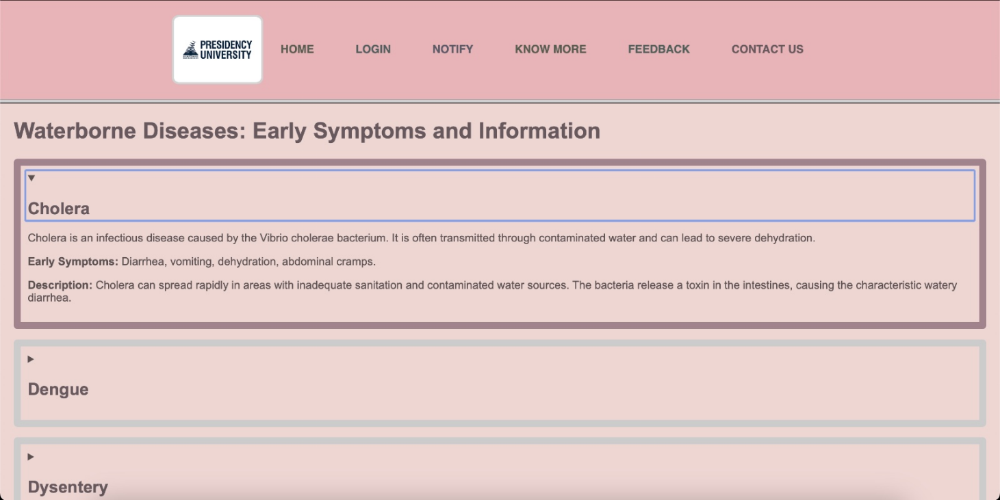 PRESIDENCY
UNIVERSITY
HOME LOGIN NOTIFY KNOW MORE FEEDBACK CONTACT US
Waterborne Diseases: Early Symptoms and Information
Cholera
Cholera is an infectious disease caused by the Vibrio cholerae bacterium. It is often transmitted through contaminated water and can lead to severe dehydration.
Early Symptoms: Diarrhea, vomiting, dehydration, abdominal cramps.
Description: Cholera can spread rapidly in areas with inadequate sanitation and contaminated water sources. The bacteria release a toxin in the intestines, causing the characteristic watery
diarrhea.
Dengue
Dysentery